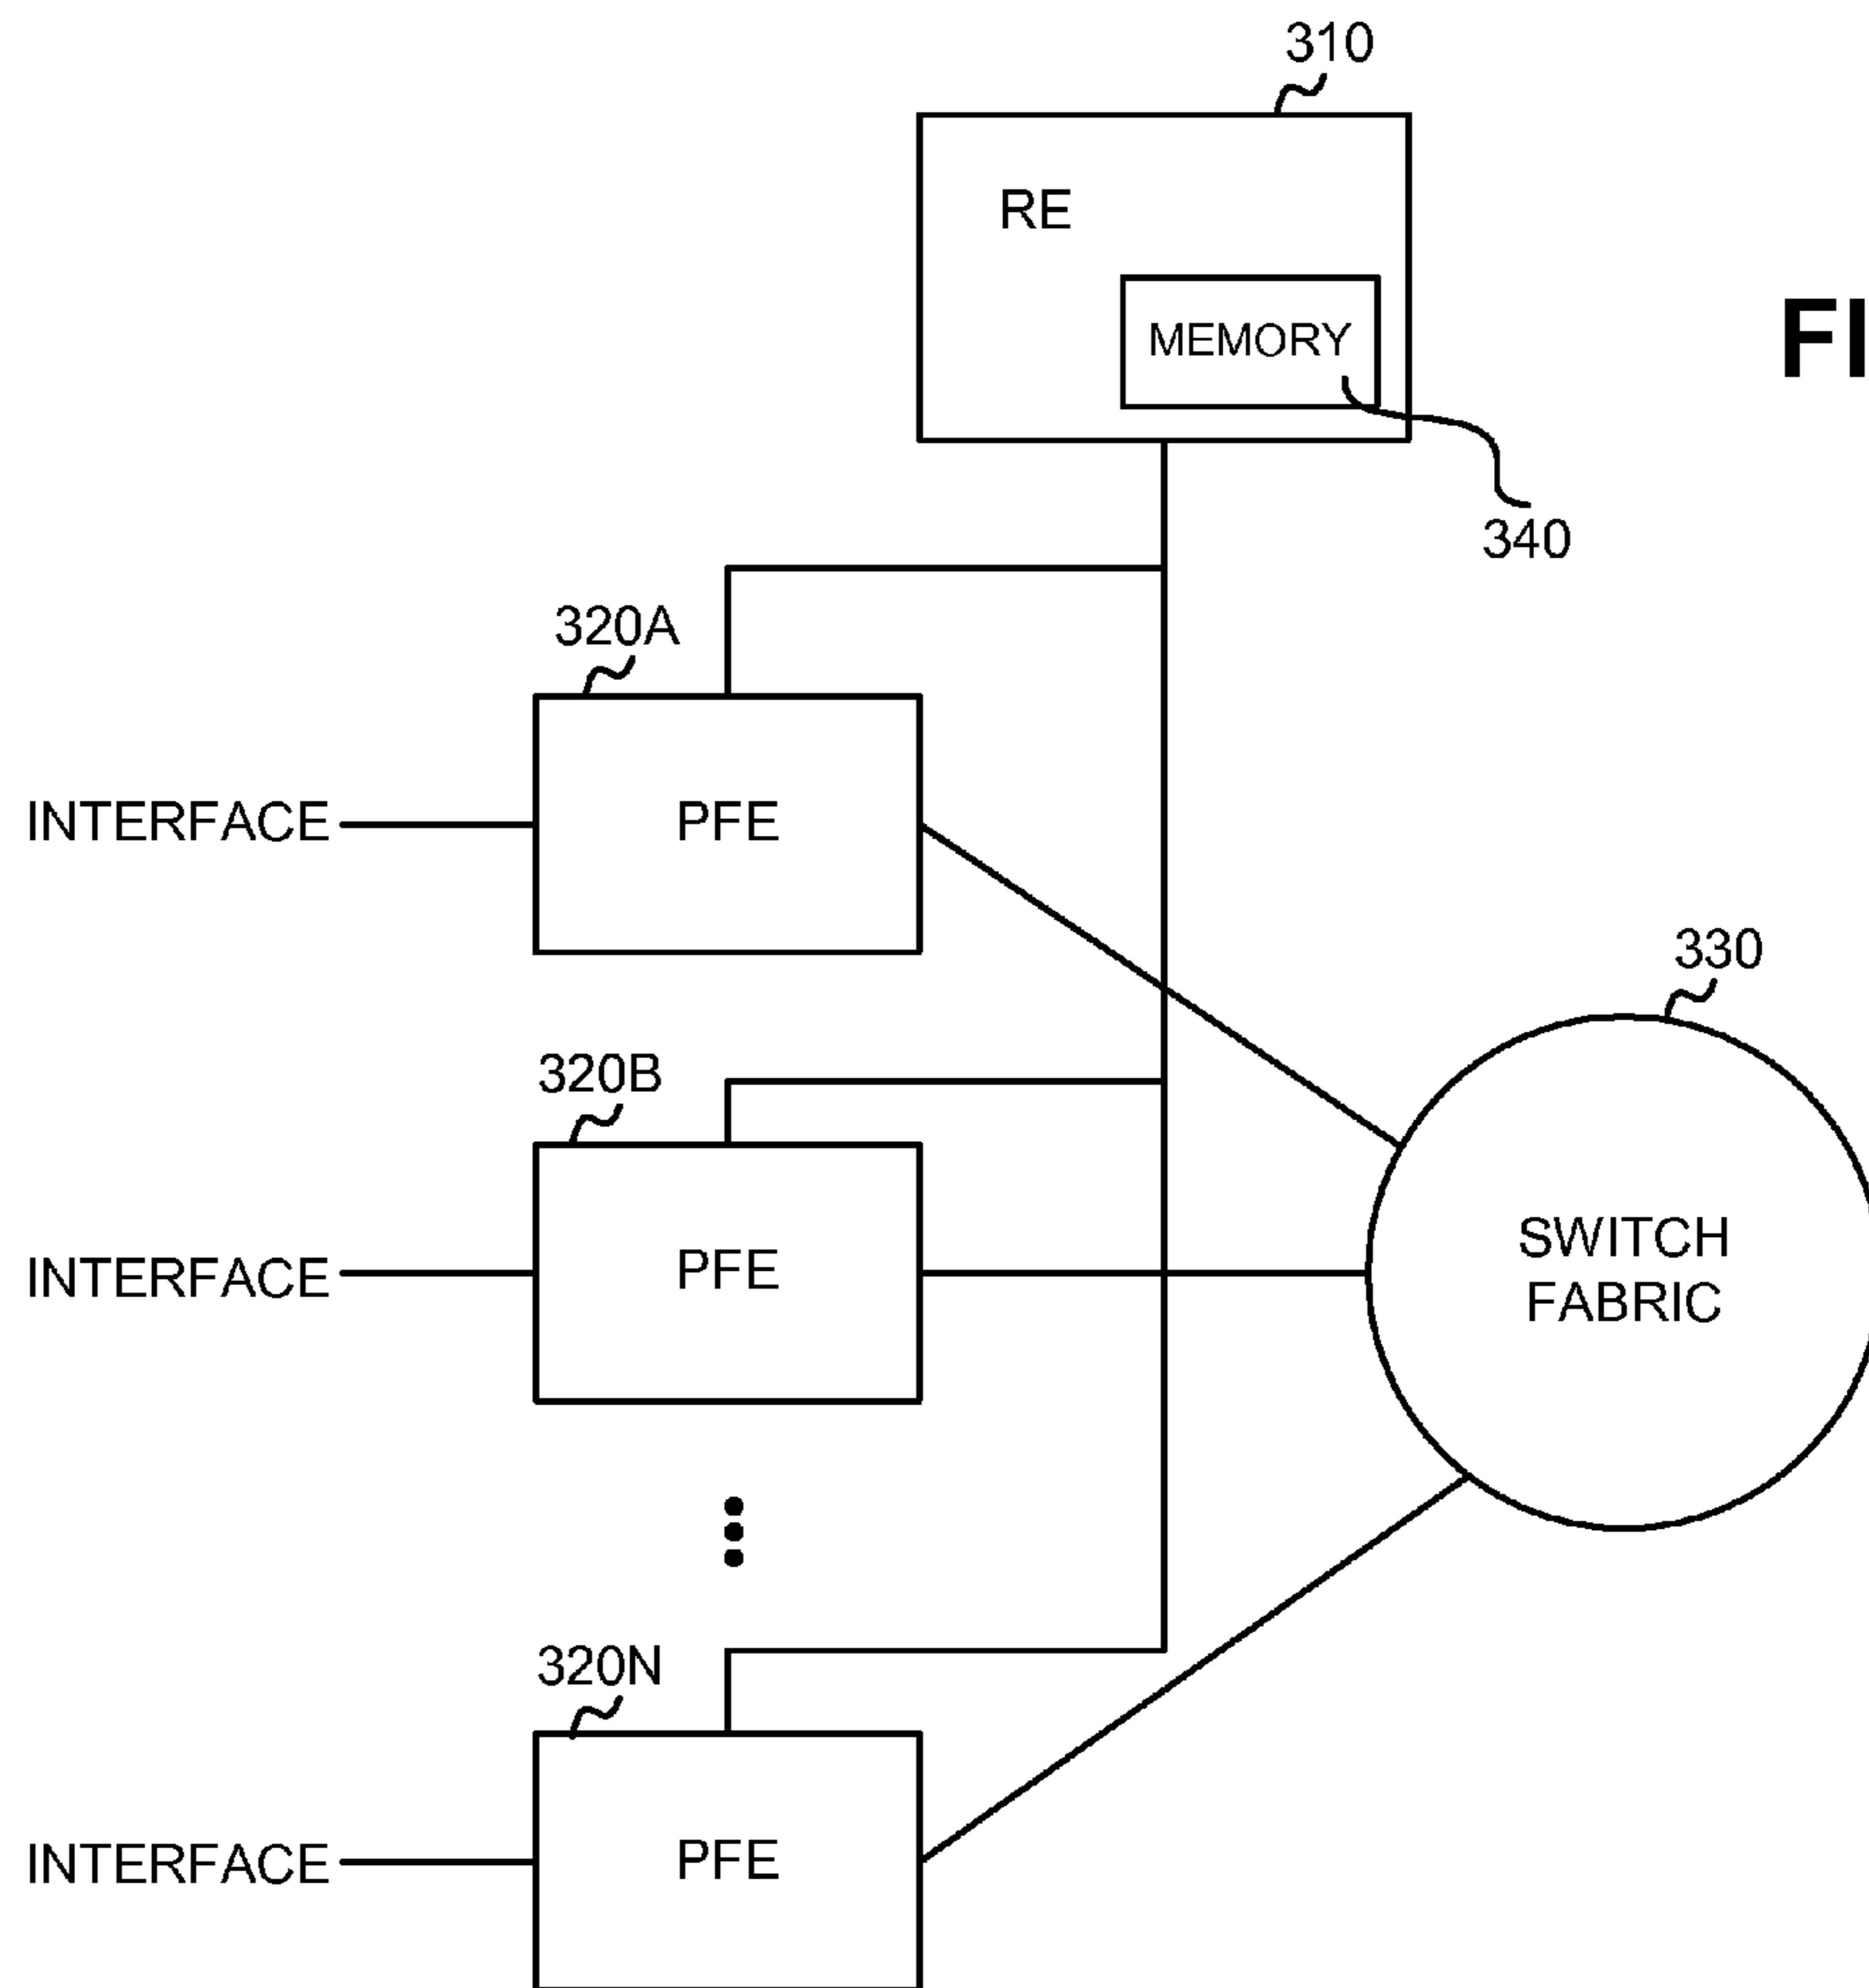 310
RE
MEMORY
FI
340
320A
INTERFACE
PFE
330
320B
INTERFACE
PFE
SWITCH
FABRIC
320N
INTERFACE
PFE